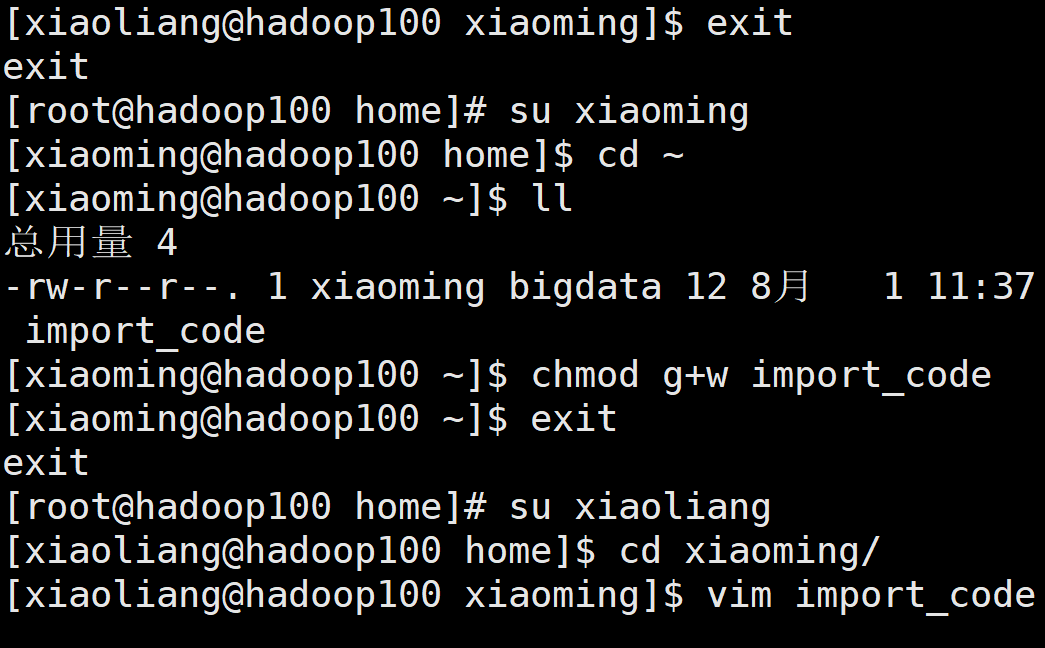 [xiaoliang@hadoop100 xiaoming]$ exit
exit
[root@hadoop100 home]# su xiaoming
[xiaoming@hadoop100 home]$ cd ~
[xiaoming@hadoop100 ~]$ ll
总用量 4
-rw-r--r--. 1 xiaoming bigdata 12 8月   1 11:37
 import_code
[xiaoming@hadoop100 ~]$ chmod g+w import_code
[xiaoming@hadoop100 ~]$ exit
exit
[root@hadoop100 home]# su xiaoliang
[xiaoliang@hadoop100 home]$ cd xiaoming/
[xiaoliang@hadoop100 xiaoming]$ vim import_code